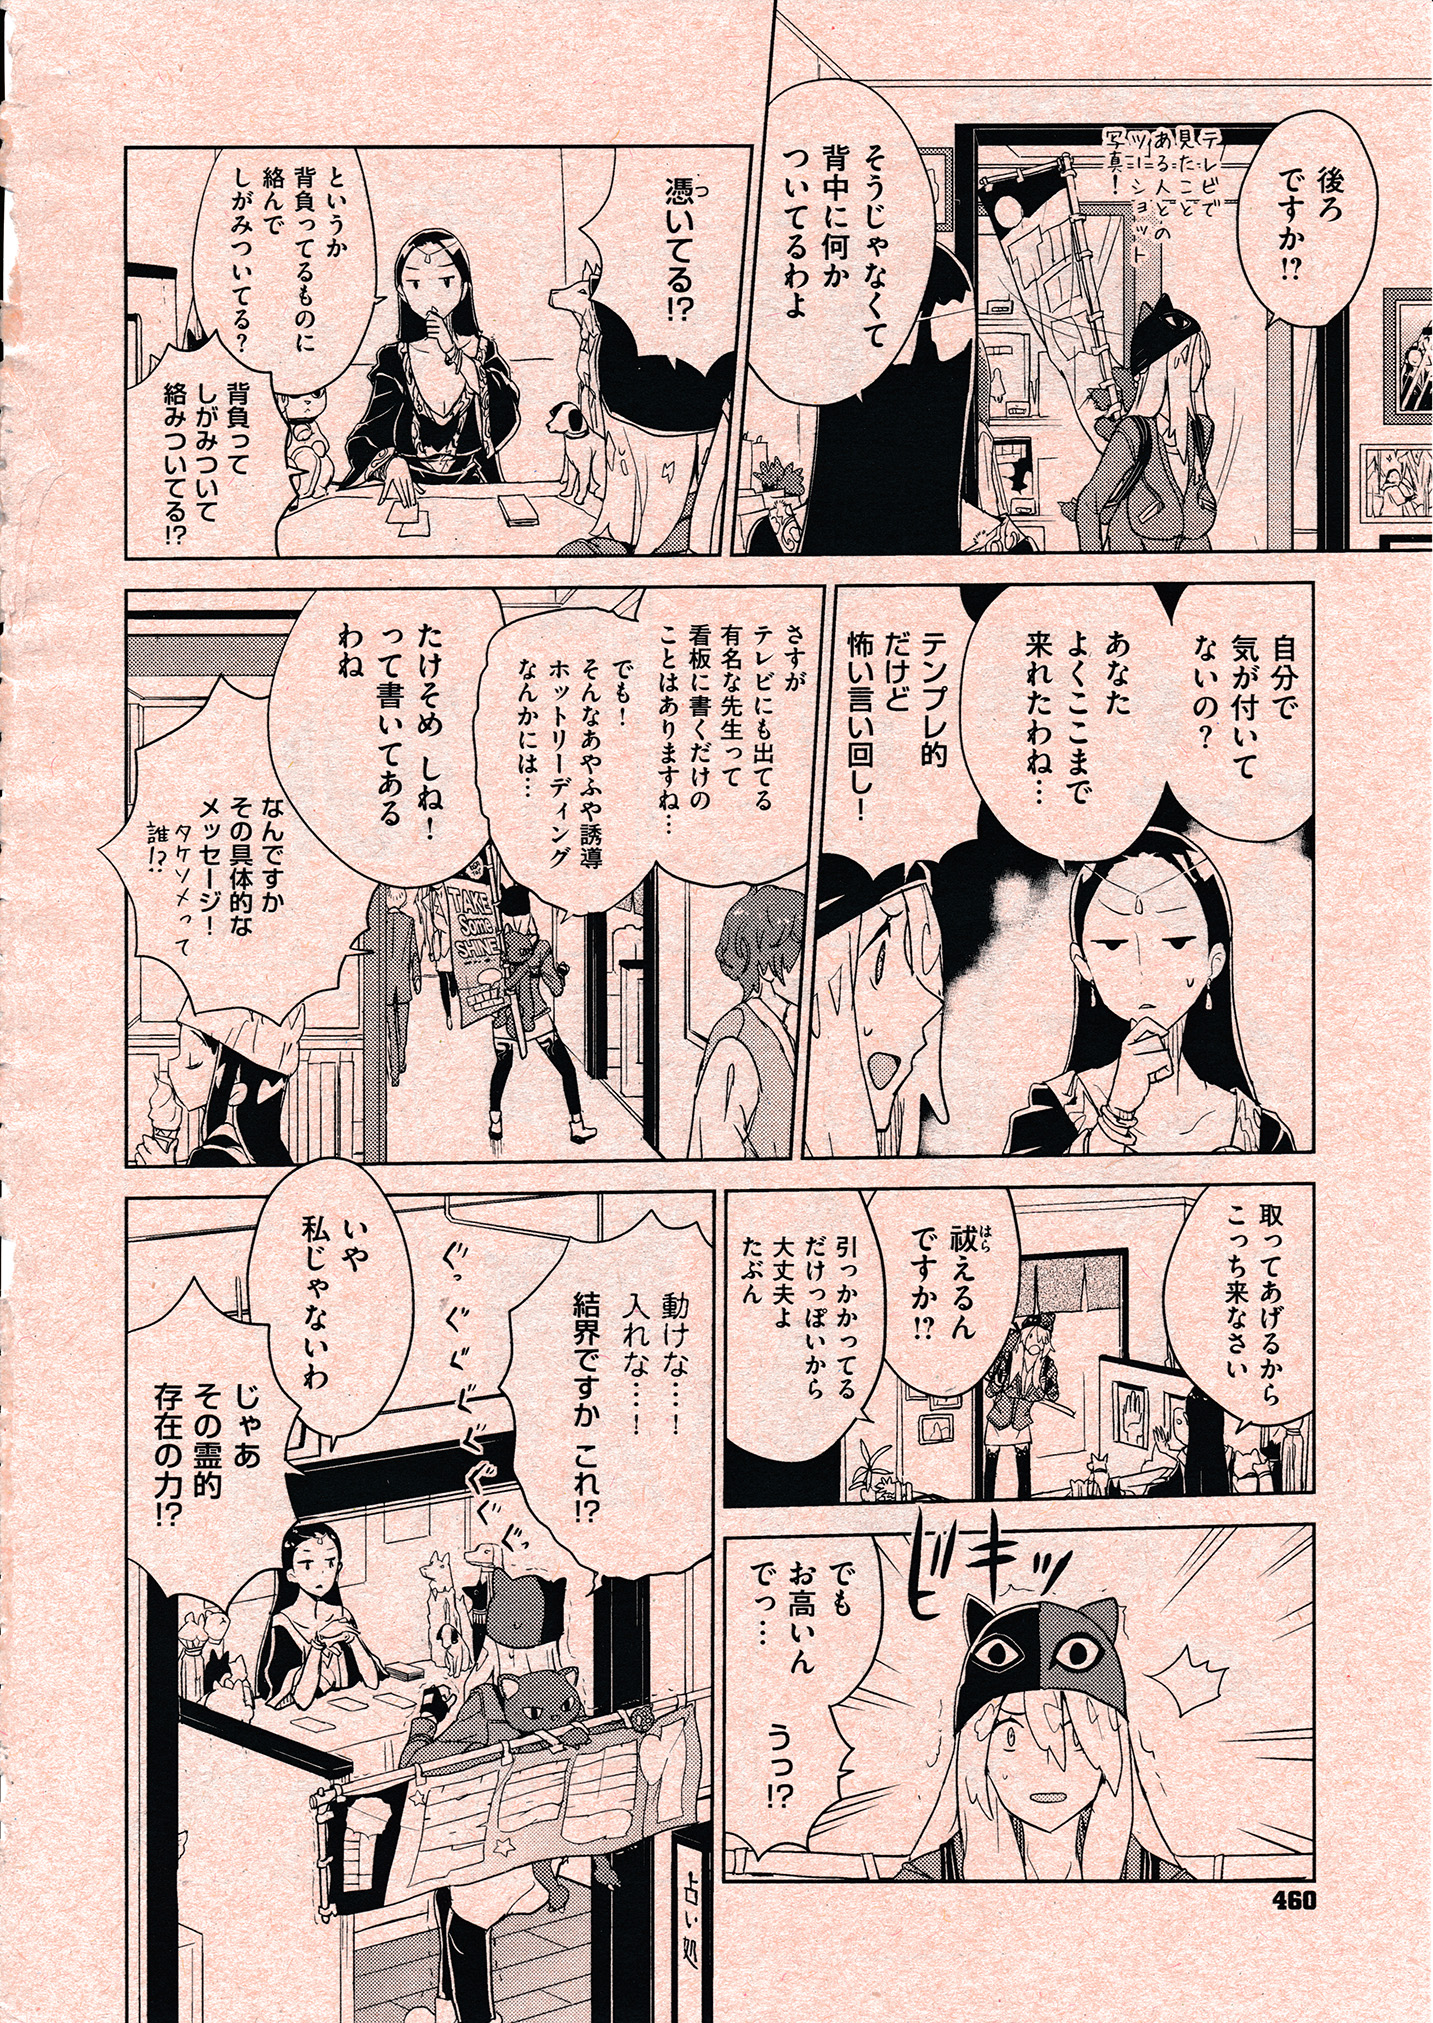 後ろ
ですか!?
テレビで
見たこと
ある人との
ツーショット
写真!
そうじゃなくて
背中に何か
ついてるわよ
憑いてる!?
つ
というか
背負ってるものに
絡んで
しがみついてる?
背負って
しがみついて
絡みついてる!?
自分で
気が付いて
ないの?
あなた
よくここまで
来れたわね…
テンプレ的
だけど
怖い言い回し!
さすが
テレビにも出てる
有名な先生って
看板に書くだけの
ことはありますね…
でも!
そんなあやふや誘導
ホットリーディング
なんかには…
TAKE
Some
SHINE
たけそめ しね!
って書いてある
わね
なんですか
その具体的な
メッセージ!
タケソメって
誰!?
取ってあげるから
こっち来なさい
祓えるん
ですか!?
はら
引っかかってる
だけっぽいから
大丈夫よ
たぶん
ビキッ
でも
お高いん
でっ…
うっ!?
動けな…!
入れな…!
結界ですか これ!?
ぐっぐぐぐぐぐぐっ
いや
私じゃないわ
じゃあ
その霊的
存在の力!?
占い処
460